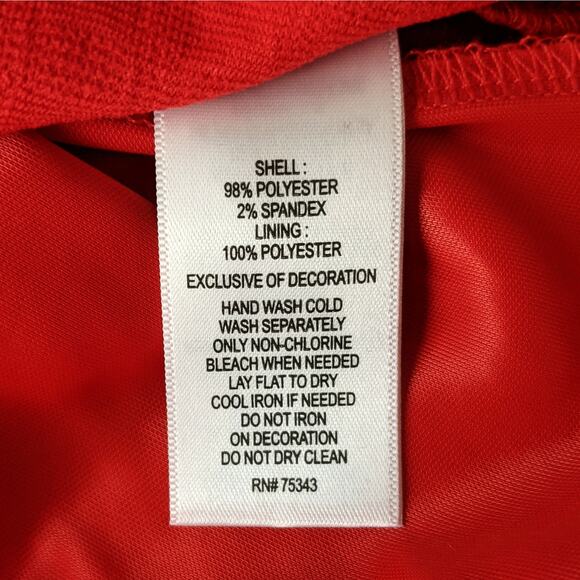 SHELL :
98% POLYESTER
2% SPANDEX
LINING :
100% POLYESTER
EXCLUSIVE OF DECORATION
HAND WASH COLD
WASH SEPARATELY
ONLY NON-CHLORINE
BLEACH WHEN NEEDED
LAY FLAT TO DRY
COOL IRON IF NEEDED
DO NOT IRON
ON DECORATION
DO NOT DRY CLEAN
RN# 75343